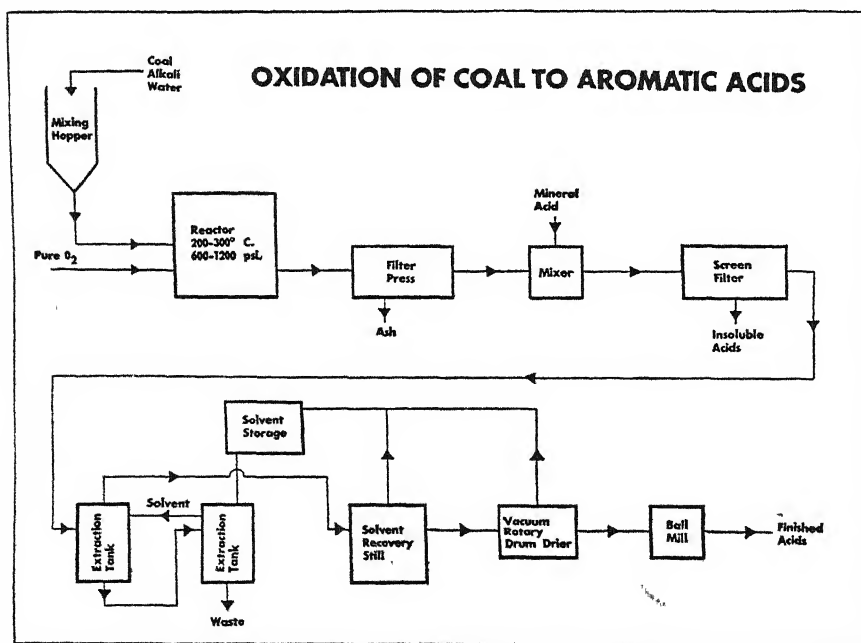 Coal
Alkali
Water
OXIDATION OF COAL TO AROMATIC ACIDS
Mixing
Hopper
Mineral
Acid
Reactor
200-300° C.
600-1200 psi.
Pure O2
Filter
Press
Mixer
Screen
Filter
Ash
Insoluble
Acids
Solvent
Storage
Solvent
Extraction
Tank
Extraction
Tank
Solvent
Recovery
Still
Vacuum
Rotary
Drum Drier
Ball
Mill
Finished
Acids
Waste